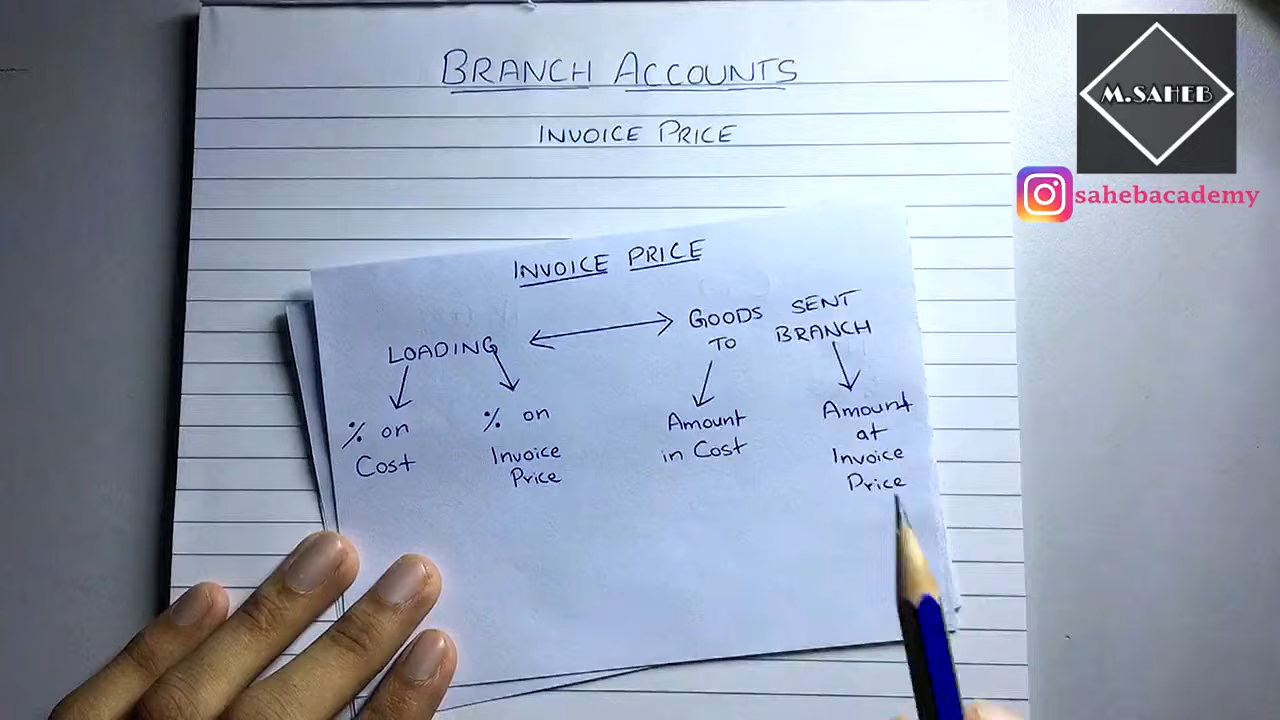 BRANCH ACCOUNTS
INVOICE PRICE
M.SAHEB
sahebacademy
INVOICE PRICE
LOADING
GOODS SENT
TO BRANCH
% on
Cost
% on
Invoice
Price
Amount
in Cost
Amount
at
Invoice
Price